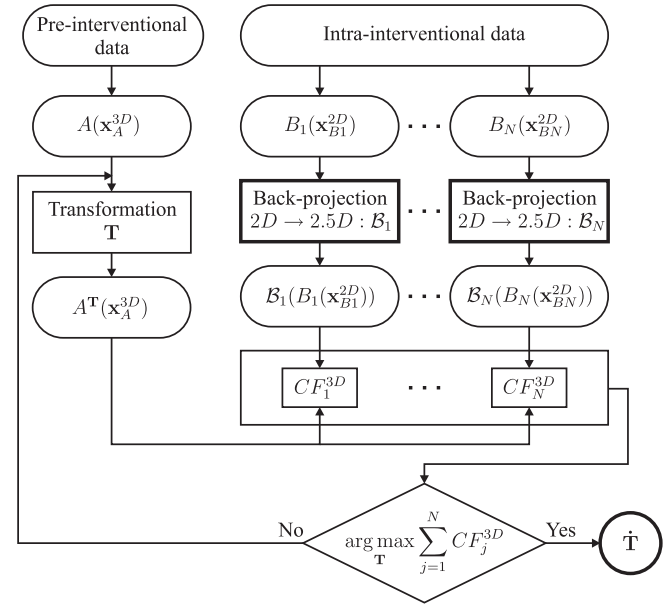 Pre-interventional
data
Intra-interventional data
A(𝐱_A^{3D})
B_1(𝐱_{B1}^{2D})
· · ·
B_N(𝐱_{BN}^{2D})
Transformation
𝐓
Back-projection
2D → 2.5D : ℬ_1
· · ·
Back-projection
2D → 2.5D : ℬ_N
A^𝐓(𝐱_A^{3D})
ℬ_1(B_1(𝐱_{B1}^{2D}))
· · ·
ℬ_N(B_N(𝐱_{BN}^{2D}))
CF_1^{3D}
· · ·
CF_N^{3D}
No
arg max_𝐓 ∑_{j=1}^{N} CF_j^{3D}
Yes
𝐓̇